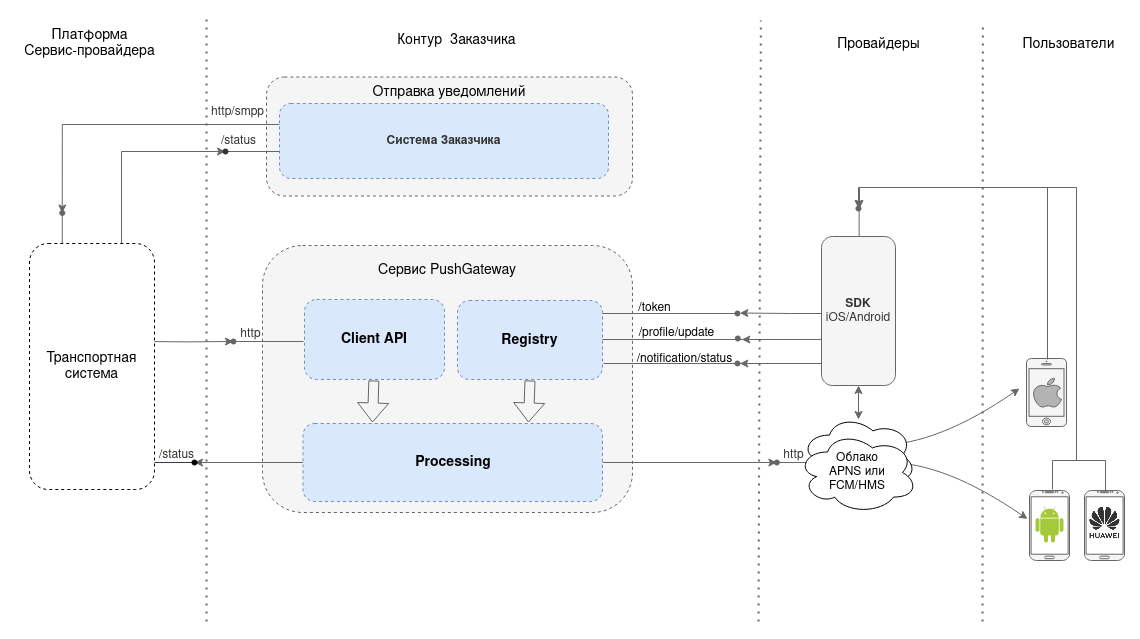 Платформа
Сервис-провайдера
Контур Заказчика
Провайдеры
Пользователи
Отправка уведомлений
http/smpp
/status
Система Заказчика
Сервис PushGateway
Транспортная
система
http
Client API
Registry
/token
/profile/update
/notification/status
SDK
iOS/Android
/status
Processing
http
Облако
APNS или
FCM/HMS
HUAWEI